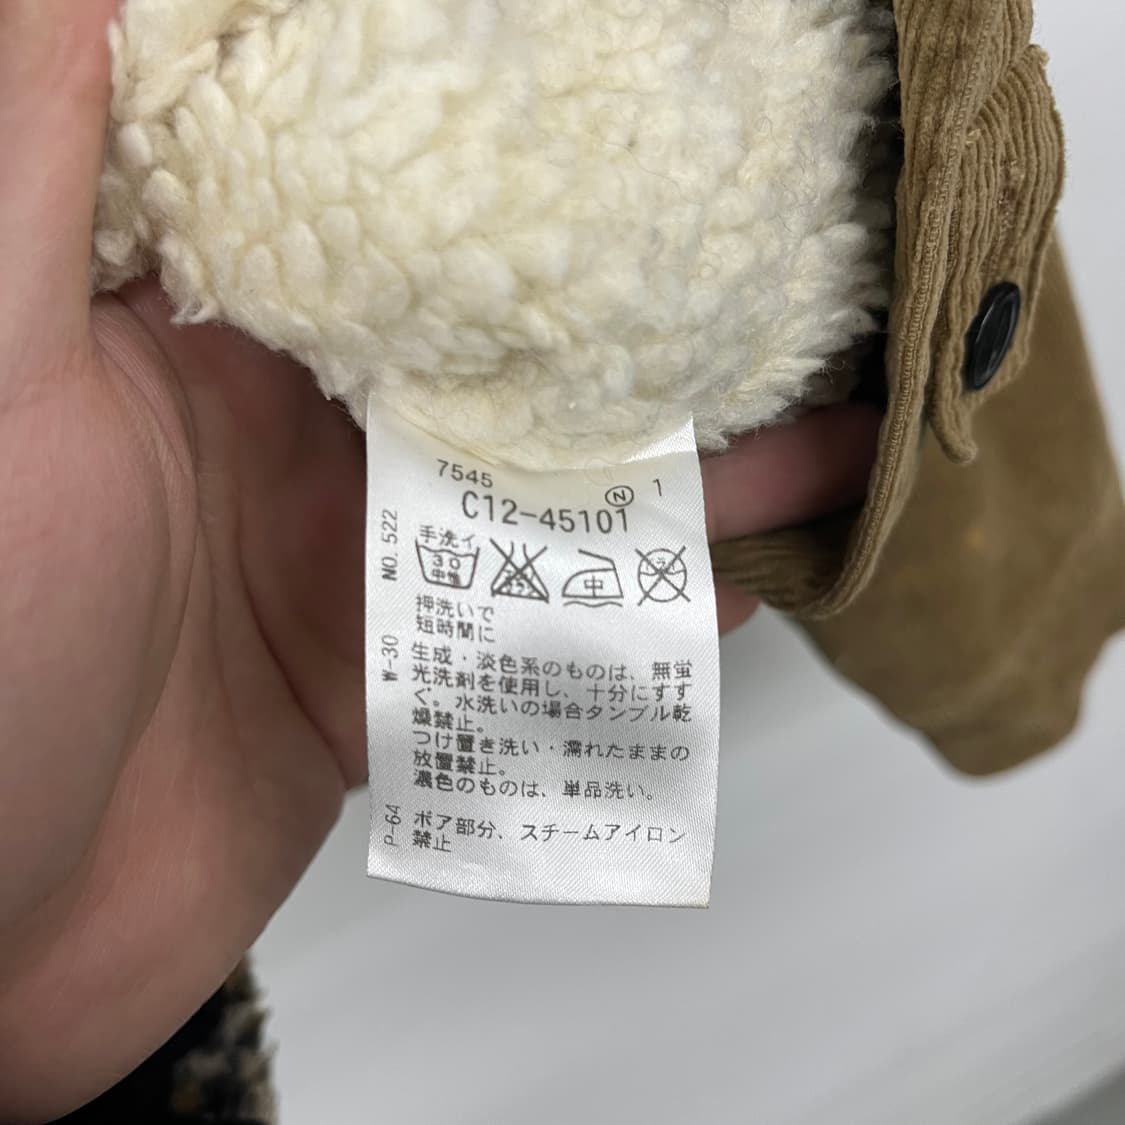 7545
Ⓝ 1
C12-45101
NO.522
手洗イ
30
中性
中
押洗いで
短時間に
W-30
生成・淡色系のものは、無蛍
光洗剤を使用し、十分にすす
ぐ。水洗いの場合タンブル乾
燥禁止。
つけ置き洗い・濡れたままの
放置禁止。
濃色のものは、単品洗い。
P-64
ボア部分、スチームアイロン
禁止